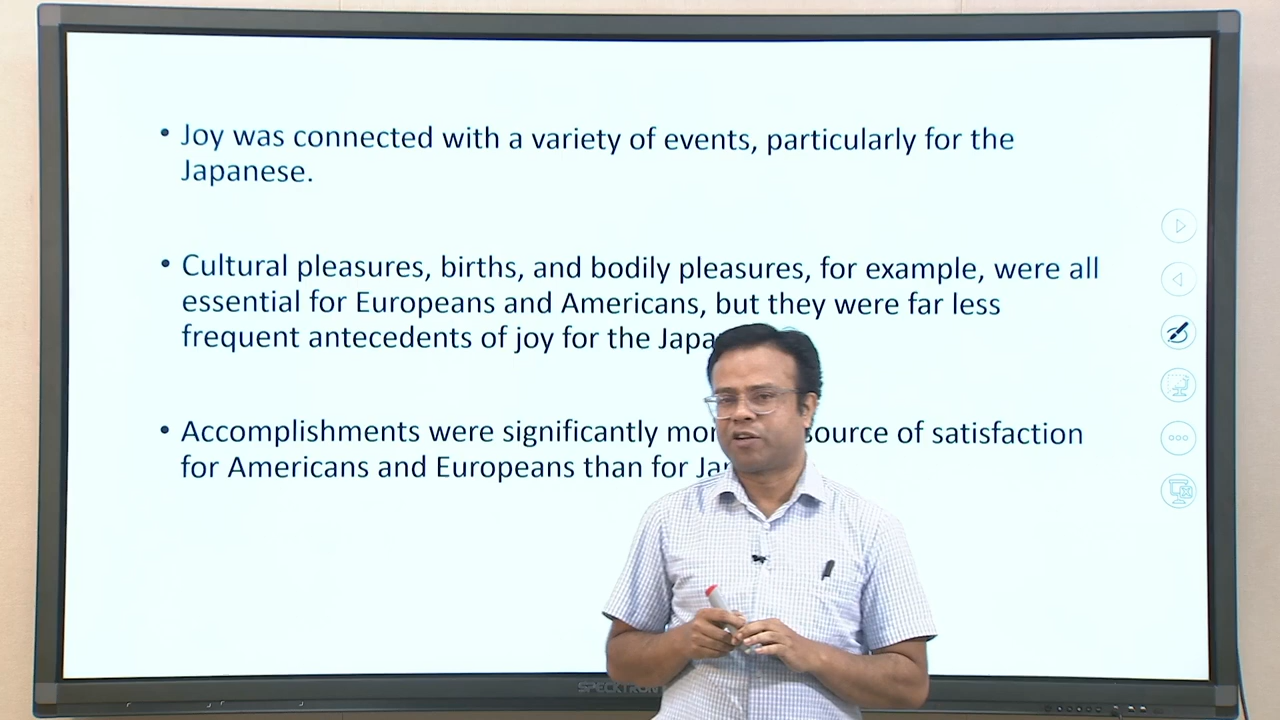 • Joy was connected with a variety of events, particularly for the
Japanese.
• Cultural pleasures, births, and bodily pleasures, for example, were all
essential for Europeans and Americans, but they were far less
frequent antecedents of joy for the
• Accomplishments were significantly source of satisfaction
for Americans and Europeans than for
SPECKTRON